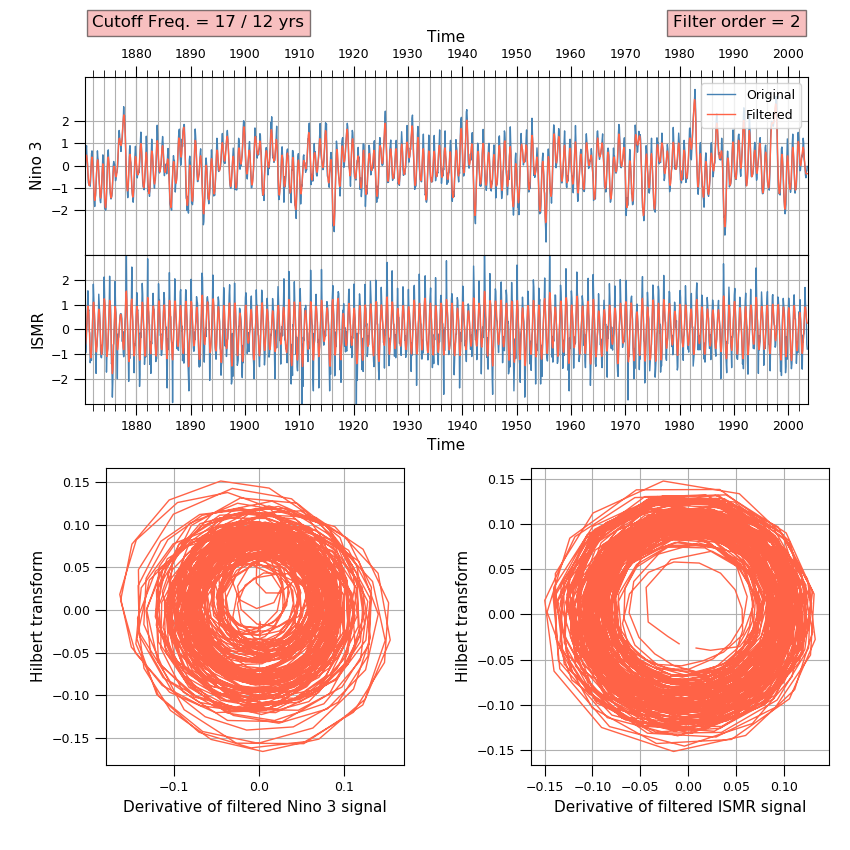 Cutoff Freq. = 17 / 12 yrs
Filter order = 2
Time
1880 1890 1900 1910 1920 1930 1940 1950 1960 1970 1980 1990 2000
Original
Filtered
Nino 3
2
1
0
−1
−2
ISMR
2
1
0
−1
−2
1880 1890 1900 1910 1920 1930 1940 1950 1960 1970 1980 1990 2000
Time
Hilbert transform
0.15
0.10
0.05
0.00
−0.05
−0.10
−0.15
−0.1 0.0 0.1
Derivative of filtered Nino 3 signal
Hilbert transform
0.15
0.10
0.05
0.00
−0.05
−0.10
−0.15
−0.15 −0.10 −0.05 0.00 0.05 0.10
Derivative of filtered ISMR signal